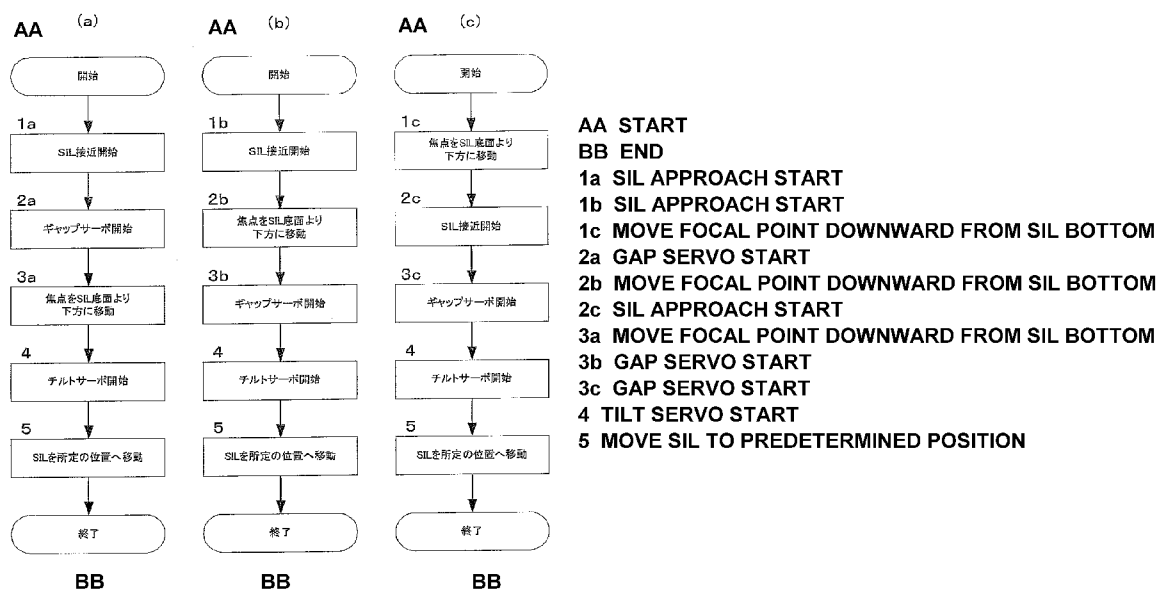 AA (a)
開始
1a
SIL接近開始
2a
ギャップサーボ開始
3a
焦点をSIL底面より
下方に移動
4
チルトサーボ開始
5
SILを所定の位置へ移動
終了
BB
AA (b)
開始
1b
SIL接近開始
2b
焦点をSIL底面より
下方に移動
3b
ギャップサーボ開始
4
チルトサーボ開始
5
SILを所定の位置へ移動
終了
BB
AA (c)
開始
1c
焦点をSIL底面より
下方に移動
2c
SIL接近開始
3c
ギャップサーボ開始
4
チルトサーボ開始
5
SILを所定の位置へ移動
終了
BB
AA START
BB END
1a SIL APPROACH START
1b SIL APPROACH START
1c MOVE FOCAL POINT DOWNWARD FROM SIL BOTTOM
2a GAP SERVO START
2b MOVE FOCAL POINT DOWNWARD FROM SIL BOTTOM
2c SIL APPROACH START
3a MOVE FOCAL POINT DOWNWARD FROM SIL BOTTOM
3b GAP SERVO START
3c GAP SERVO START
4 TILT SERVO START
5 MOVE SIL TO PREDETERMINED POSITION